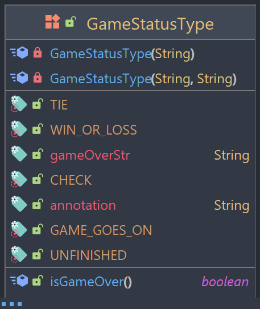 GameStatusType
GameStatusType(String)
GameStatusType(String, String)
TIE
WIN_OR_LOSS
gameOverStr String
CHECK
annotation String
GAME_GOES_ON
UNFINISHED
isGameOver() boolean